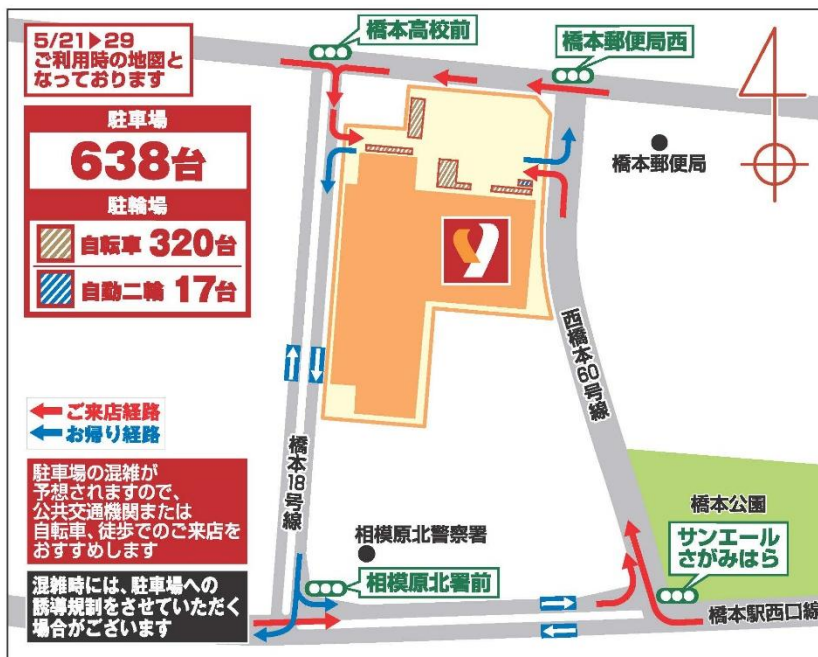 5/21▶29
ご利用時の地図と
なっております
駐車場
638台
駐輪場
自転車 320台
自動二輪 17台
ご来店経路
お帰り経路
駐車場の混雑が
予想されますので、
公共交通機関または
自転車、徒歩でのご来店を
おすすめします
混雑時には、駐車場への
誘導規制をさせていただく
場合がございます
橋本高校前
橋本郵便局西
橋本郵便局
西橋本60号線
橋本18号線
橋本公園
サンエール
さがみはら
相模原北警察署
相模原北署前
橋本駅西口線